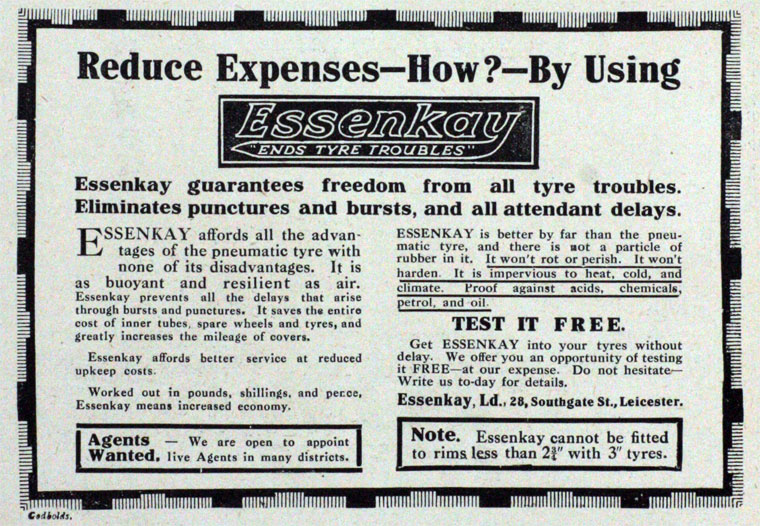 Reduce Expenses—How?—By Using
Essenkay
"ENDS TYRE TROUBLES"
Essenkay guarantees freedom from all tyre troubles.
Eliminates punctures and bursts, and all attendant delays.
ESSENKAY affords all the advan-
tages of the pneumatic tyre with
none of its disadvantages. It is
as buoyant and resilient as air.
Essenkay prevents all the delays that arise
through bursts and punctures. It saves the entire
cost of inner tubes, spare wheels and tyres, and
greatly increases the mileage of covers.
Essenkay affords better service at reduced
upkeep costs.
Worked out in pounds, shillings, and pence,
Essenkay means increased economy.
Agents — We are open to appoint
Wanted. live Agents in many districts.
ESSENKAY is better by far than the pneu-
matic tyre, and there is not a particle of
rubber in it. It won't rot or perish. It won't
harden. It is impervious to heat, cold, and
climate. Proof against acids, chemicals,
petrol, and oil.
TEST IT FREE.
Get ESSENKAY into your tyres without
delay. We offer you an opportunity of testing
it FREE—at our expense. Do not hesitate—
Write us to-day for details.
Essenkay, Ld., 28, Southgate St., Leicester.
Note. Essenkay cannot be fitted
to rims less than 2¾" with 3" tyres.
Godbolds.